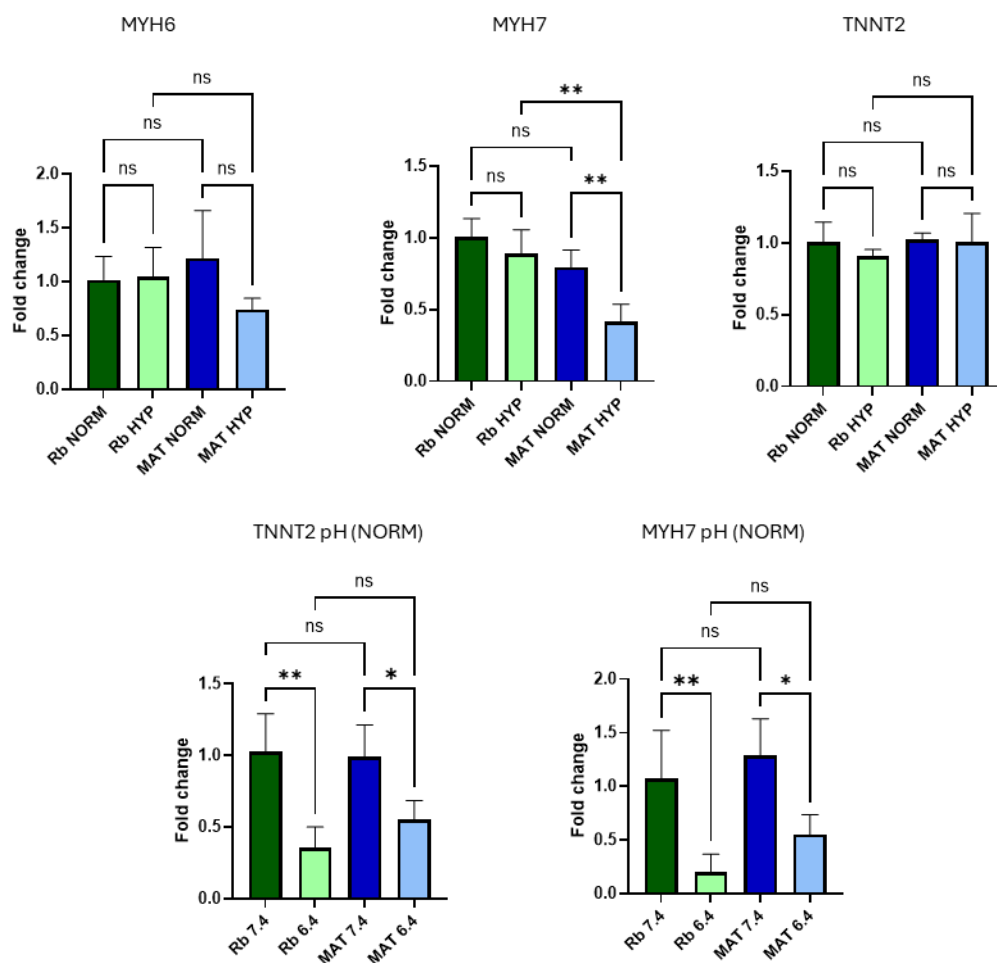 MYH6
MYH7
TNNT2
ns
ns
ns
ns
2.0
1.5
1.0
0.5
0.0
Fold change
Rb NORM
Rb HYP
MAT NORM
MAT HYP
**
ns
ns
**
1.5
1.0
0.5
0.0
Fold change
Rb NORM
Rb HYP
MAT NORM
MAT HYP
ns
ns
ns
ns
1.5
1.0
0.5
0.0
Fold change
Rb NORM
Rb HYP
MAT NORM
MAT HYP
TNNT2 pH (NORM)
MYH7 pH (NORM)
ns
ns
**
*
1.5
1.0
0.5
0.0
Fold change
Rb 7.4
Rb 6.4
MAT 7.4
MAT 6.4
ns
ns
**
*
2.0
1.5
1.0
0.5
0.0
Fold change
Rb 7.4
Rb 6.4
MAT 7.4
MAT 6.4